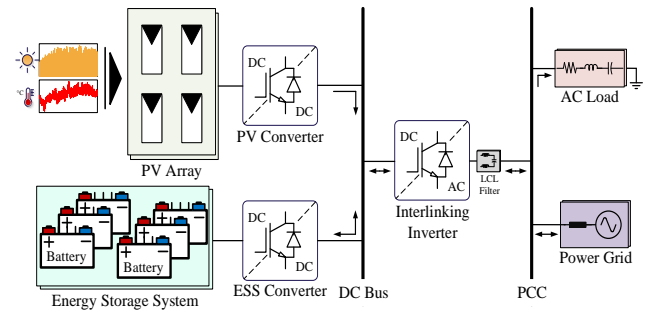 °C
PV Array
DC
DC
PV Converter
Energy Storage System
+ −
+ −
+ −
Battery
+ −
+ −
Battery
DC
DC
ESS Converter
DC Bus
DC
AC
Interlinking
Inverter
LCL
Filter
PCC
AC Load
Power Grid